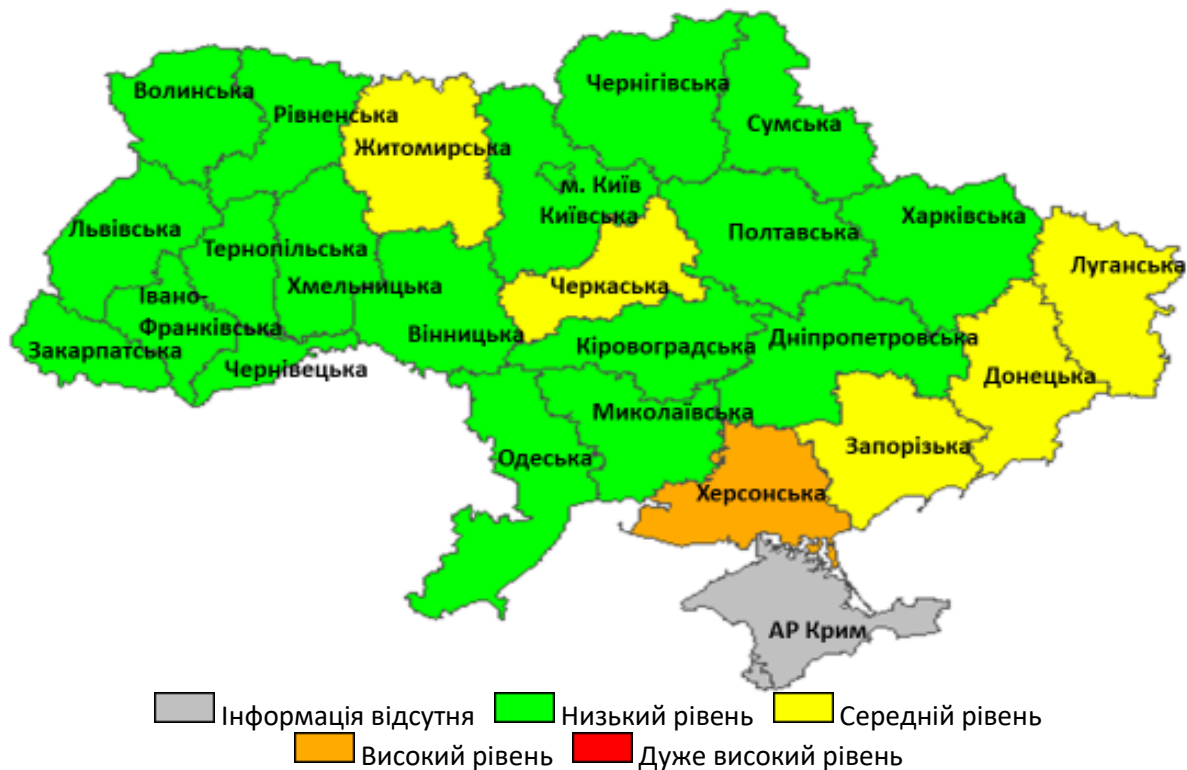 Чернігівська
Волинська
Рівненська
Сумська
Житомирська
м. Київ
Київська
Харківська
Львівська
Полтавська
Тернопільська
Луганська
Хмельницька
Черкаська
Івано-
Франківська
Вінницька
Дніпропетровська
Кіровоградська
Закарпатська
Чернівецька
Донецька
Миколаївська
Запорізька
Одеська
Херсонська
АР Крим
Інформація відсутня Низький рівень Середній рівень
Високий рівень Дуже високий рівень